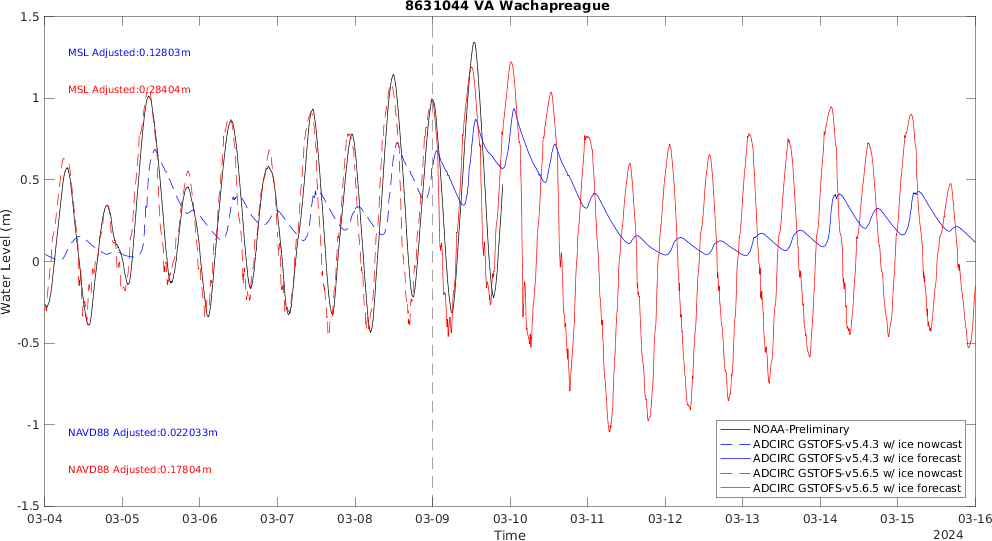 8631044 VA Wachapreague
1.5
MSL Adjusted:0.12803m
MSL Adjusted:0.28404m
1
0.5
0
-0.5
-1
-1.5
Water Level (m)
NAVD88 Adjusted:0.022033m
NAVD88 Adjusted:0.17804m
NOAA-Preliminary
ADCIRC GSTOFS-v5.4.3 w/ ice nowcast
ADCIRC GSTOFS-v5.4.3 w/ ice forecast
ADCIRC GSTOFS-v5.6.5 w/ ice nowcast
ADCIRC GSTOFS-v5.6.5 w/ ice forecast
03-04 03-05 03-06 03-07 03-08 03-09 03-10 03-11 03-12 03-13 03-14 03-15 03-16
Time
2024